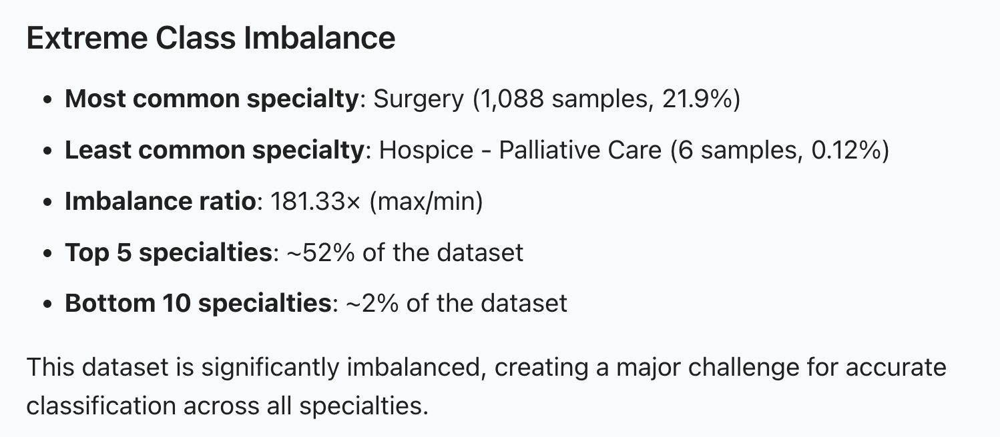 Extreme Class Imbalance
• Most common specialty: Surgery (1,088 samples, 21.9%)
• Least common specialty: Hospice - Palliative Care (6 samples, 0.12%)
• Imbalance ratio: 181.33× (max/min)
• Top 5 specialties: ~52% of the dataset
• Bottom 10 specialties: ~2% of the dataset
This dataset is significantly imbalanced, creating a major challenge for accurate
classification across all specialties.